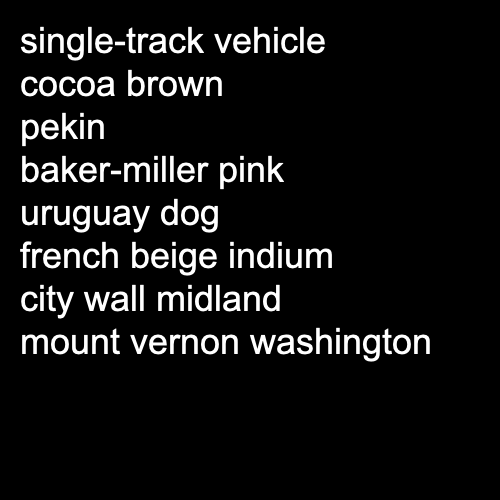 single-track vehicle
cocoa brown
pekin
baker-miller pink
uruguay dog
french beige indium
city wall midland
mount vernon washington